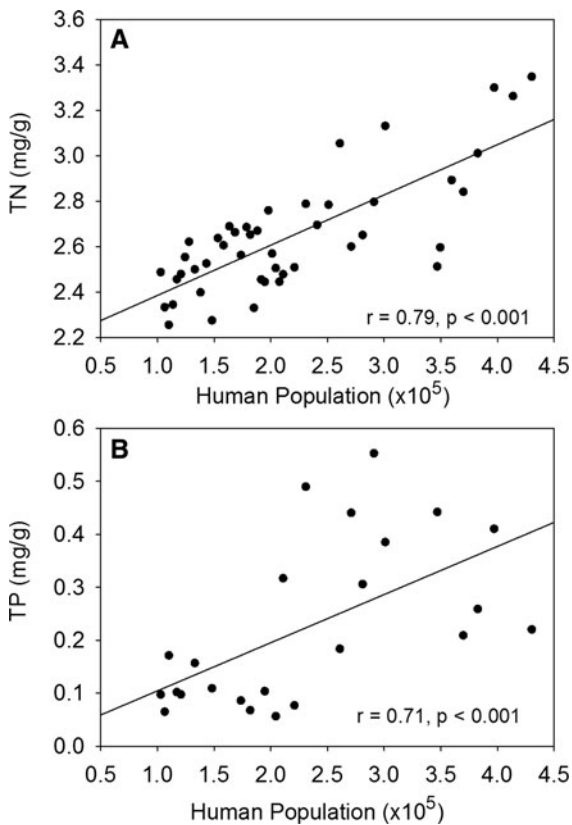 A
3.6
3.4
3.2
3.0
2.8
2.6
2.4
2.2
TN (mg/g)
r = 0.79, p < 0.001
0.5 1.0 1.5 2.0 2.5 3.0 3.5 4.0 4.5
Human Population (x10⁵)
B
0.6
0.5
0.4
0.3
0.2
0.1
0.0
TP (mg/g)
r = 0.71, p < 0.001
0.5 1.0 1.5 2.0 2.5 3.0 3.5 4.0 4.5
Human Population (x10⁵)